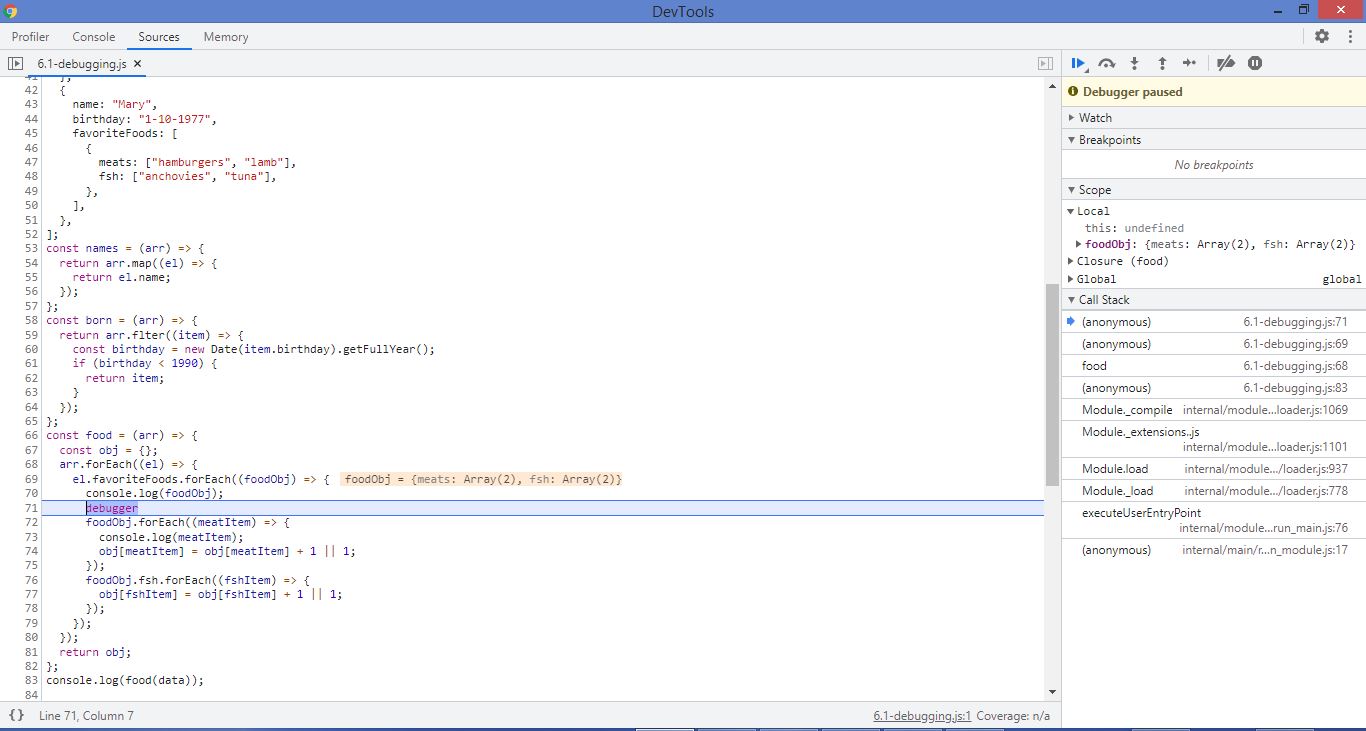 DevTools
Profiler Console Sources Memory
6.1-debugging.js ×
41 },
42 {
43 name: "Mary",
44 birthday: "1-10-1977",
45 favoriteFoods: [
46 {
47 meats: ["hamburgers", "lamb"],
48 fsh: ["anchovies", "tuna"],
49 },
50 ],
51 },
52 ];
53 const names = (arr) => {
54 return arr.map((el) => {
55 return el.name;
56 });
57 };
58 const born = (arr) => {
59 return arr.flter((item) => {
60 const birthday = new Date(item.birthday).getFullYear();
61 if (birthday < 1990) {
62 return item;
63 }
64 });
65 };
66 const food = (arr) => {
67 const obj = {};
68 arr.forEach((el) => {
69 el.favoriteFoods.forEach((foodObj) => { foodObj = {meats: Array(2), fsh: Array(2)}
70 console.log(foodObj);
71 debugger
72 foodObj.forEach((meatItem) => {
73 console.log(meatItem);
74 obj[meatItem] = obj[meatItem] + 1 || 1;
75 });
76 foodObj.fsh.forEach((fshItem) => {
77 obj[fshItem] = obj[fshItem] + 1 || 1;
78 });
79 });
80 });
81 return obj;
82 };
83 console.log(food(data));
84
{} Line 71, Column 7
6.1-debugging.js:1 Coverage: n/a
Debugger paused
Watch
Breakpoints
No breakpoints
Scope
Local
this: undefined
foodObj: {meats: Array(2), fsh: Array(2)}
Closure (food)
Global global
Call Stack
(anonymous) 6.1-debugging.js:71
(anonymous) 6.1-debugging.js:69
food 6.1-debugging.js:68
(anonymous) 6.1-debugging.js:83
Module._compile internal/module...loader.js:1069
Module._extensions..js
internal/module...loader.js:1101
Module.load internal/module.../loader.js:937
Module._load internal/module.../loader.js:778
executeUserEntryPoint
internal/module...run_main.js:76
(anonymous) internal/main/r...n_module.js:17